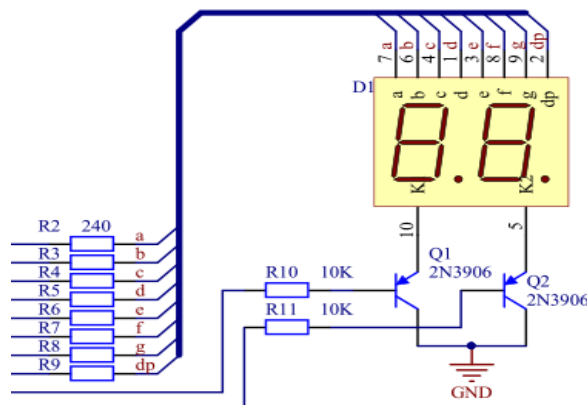 a b c d e f g dp
7 6 4 1 3 8 9 2
D1
a b c d e f g dp
K K2
10 5
R2 240 a
R3 b
R4 c
R5 d
R6 e
R7 f
R8 g
R9 dp
R10 10K
R11 10K
Q1
2N3906
Q2
2N3906
GND